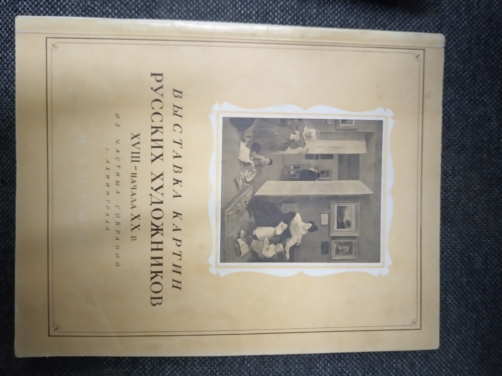 ВЫСТАВКА КАРТИН
РУССКИХ ХУДОЖНИКОВ
XVIII – НАЧАЛА XX в
ИЗ ЧАСТНЫХ СОБРАНИЙ
г. ЛЕНИНГРАДА